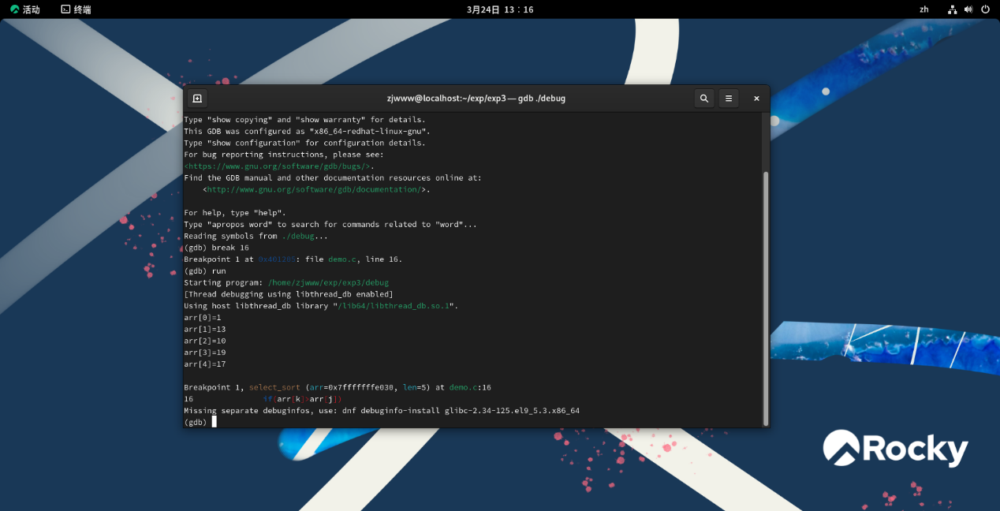 活动 终端 3月24日 13：16 zh
zjwww@localhost:~/exp/exp3 — gdb ./debug
Type "show copying" and "show warranty" for details.
This GDB was configured as "x86_64-redhat-linux-gnu".
Type "show configuration" for configuration details.
For bug reporting instructions, please see:
<https://www.gnu.org/software/gdb/bugs/>.
Find the GDB manual and other documentation resources online at:
    <http://www.gnu.org/software/gdb/documentation/>.
For help, type "help".
Type "apropos word" to search for commands related to "word"...
Reading symbols from ./debug...
(gdb) break 16
Breakpoint 1 at 0x401205: file demo.c, line 16.
(gdb) run
Starting program: /home/zjwww/exp/exp3/debug
[Thread debugging using libthread_db enabled]
Using host libthread_db library "/lib64/libthread_db.so.1".
arr[0]=1
arr[1]=13
arr[2]=10
arr[3]=19
arr[4]=17
Breakpoint 1, select_sort (arr=0x7fffffffe030, len=5) at demo.c:16
16               if(arr[k]>arr[j])
Missing separate debuginfos, use: dnf debuginfo-install glibc-2.34-125.el9_5.3.x86_64
(gdb)
Rocky